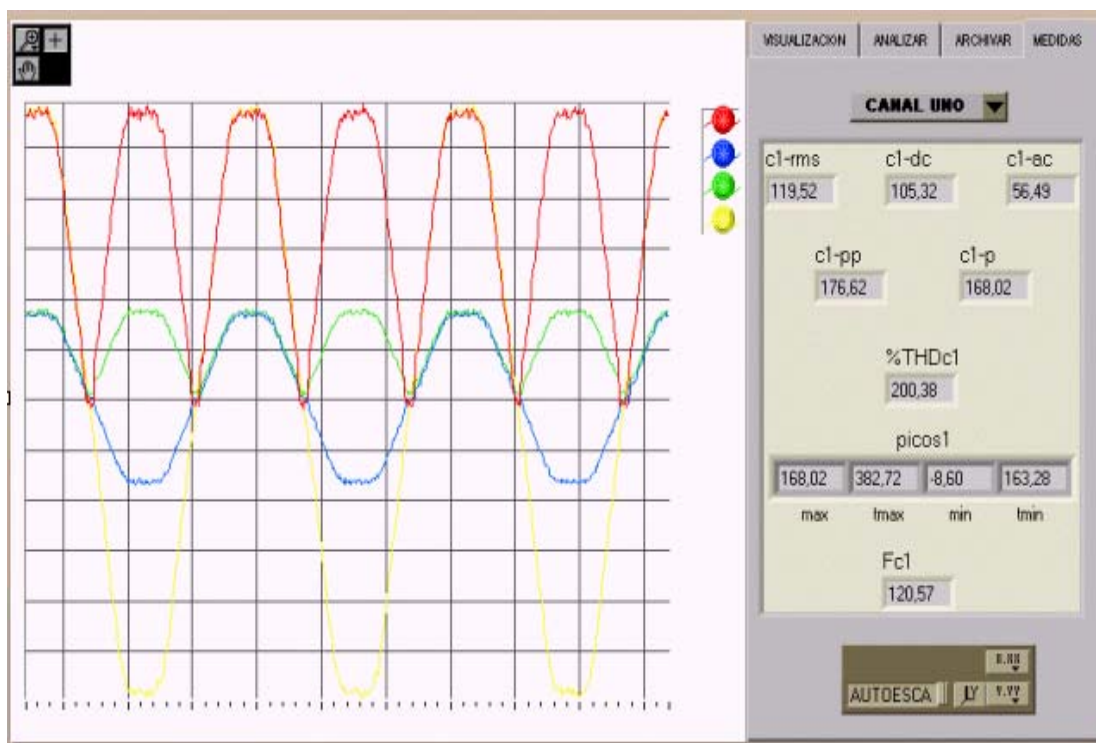 VISUALIZACION ANALIZAR ARCHIVAR MEDIDAS
CANAL UNO
c1-rms c1-dc c1-ac
119,52 105,32 56,49
c1-pp c1-p
176,62 168,02
%THDc1
200,38
picos1
168,02 382,72 -8,60 163,28
max tmax min tmin
Fc1
120,57
AUTOESCA Y.YY